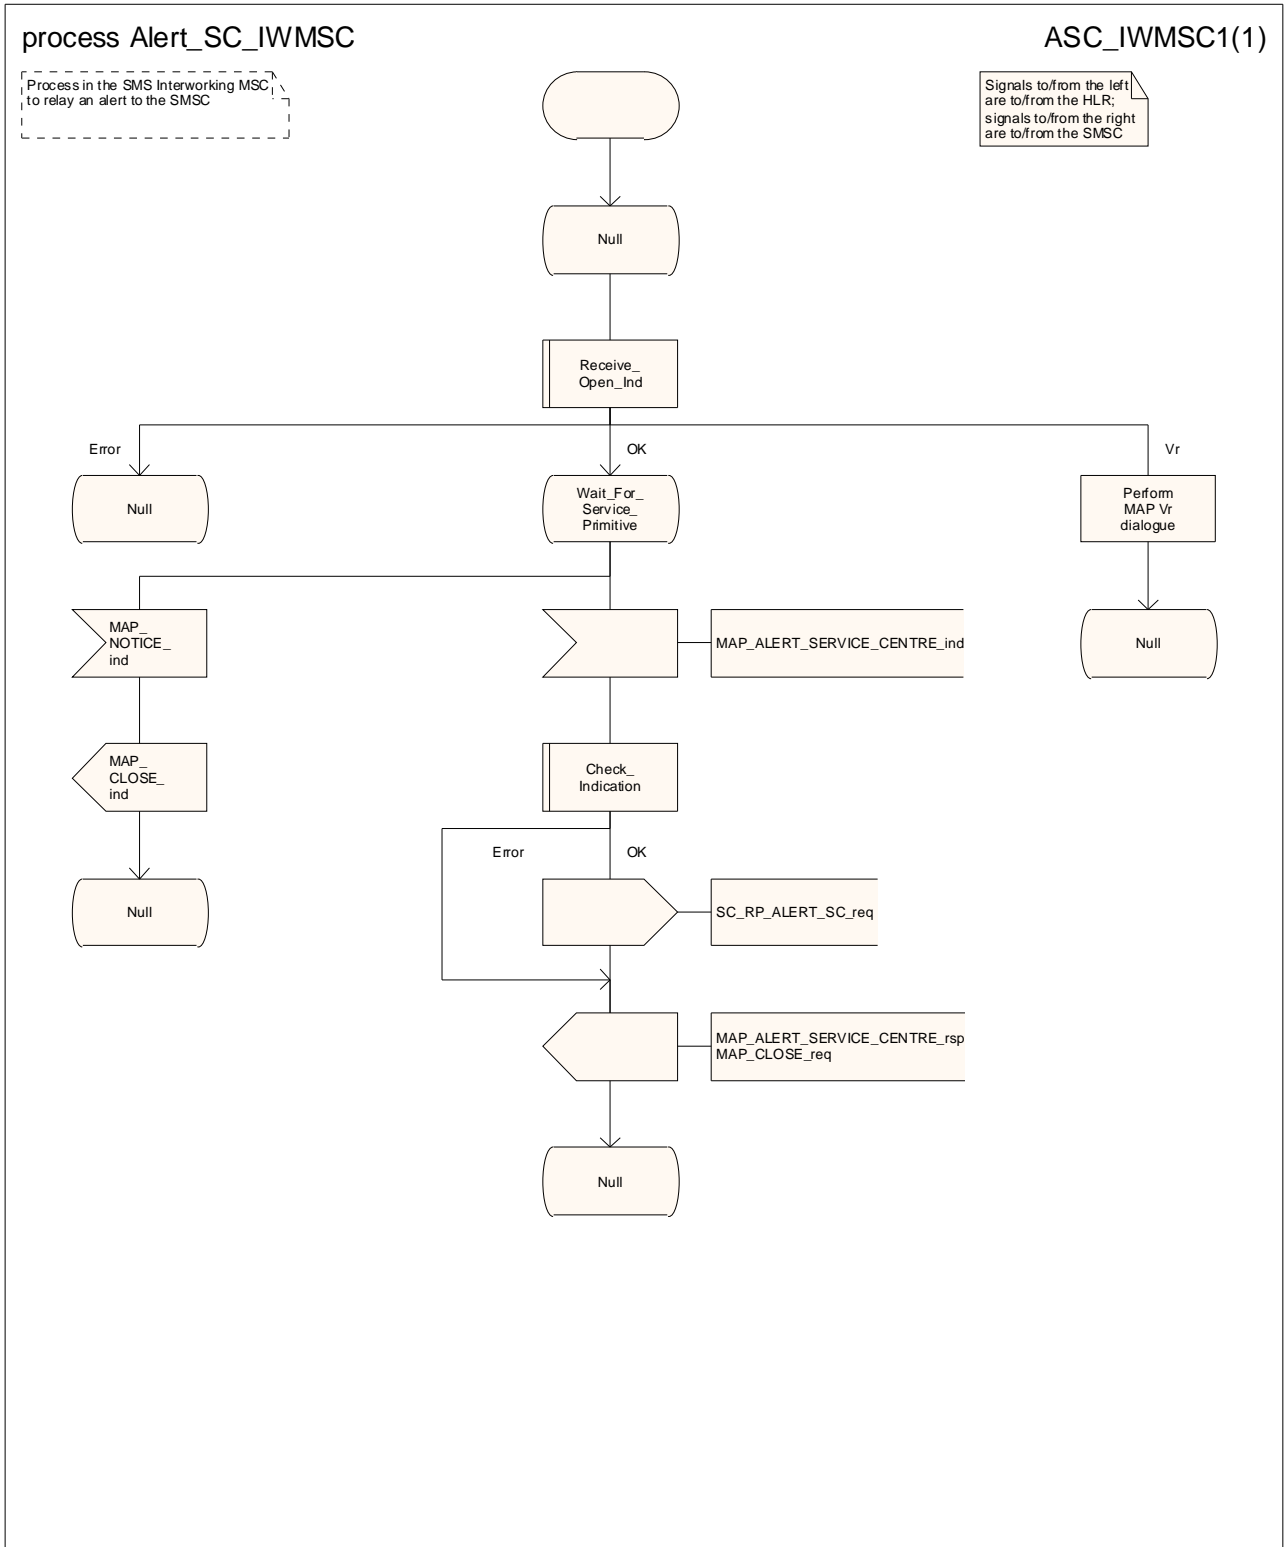 process Alert_SC_IWMSC
ASC_IWMSC1(1)
Process in the SMS Interworking MSC
to relay an alert to the SMSC
Signals to/from the left
are to/from the HLR;
signals to/from the right
are to/from the SMSC
Null
Receive_
Open_Ind
Error
OK
Vr
Null
Wait_For_
Service_
Primitive
Perform
MAP Vr
dialogue
MAP_
NOTICE_
ind
MAP_ALERT_SERVICE_CENTRE_ind
Null
MAP_
CLOSE_
ind
Check_
Indication
Error
OK
Null
SC_RP_ALERT_SC_req
MAP_ALERT_SERVICE_CENTRE_rsp
MAP_CLOSE_req
Null